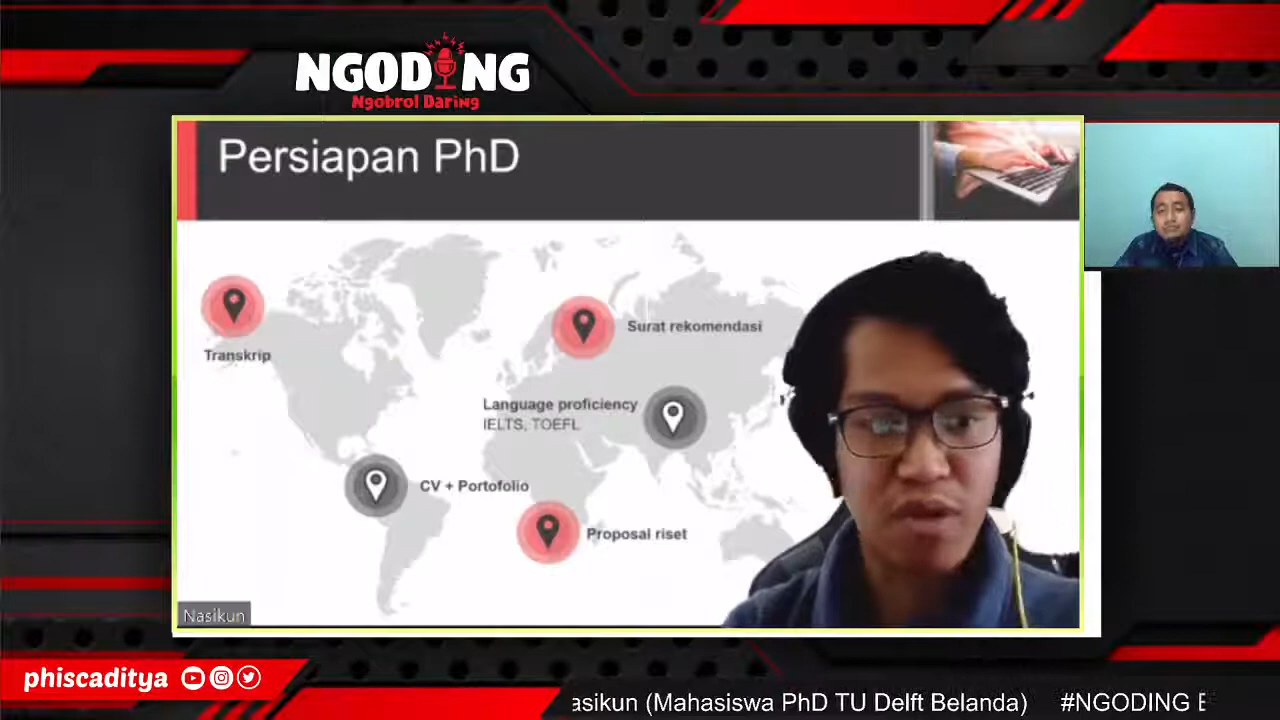 NGODING
Ngobrol Daring
Persiapan PhD
Transkrip
Surat rekomendasi
Language proficiency
IELTS, TOEFL
CV + Portofolio
Proposal riset
Nasikun
phiscaditya
asikun (Mahasiswa PhD TU Delft Belanda) #NGODING